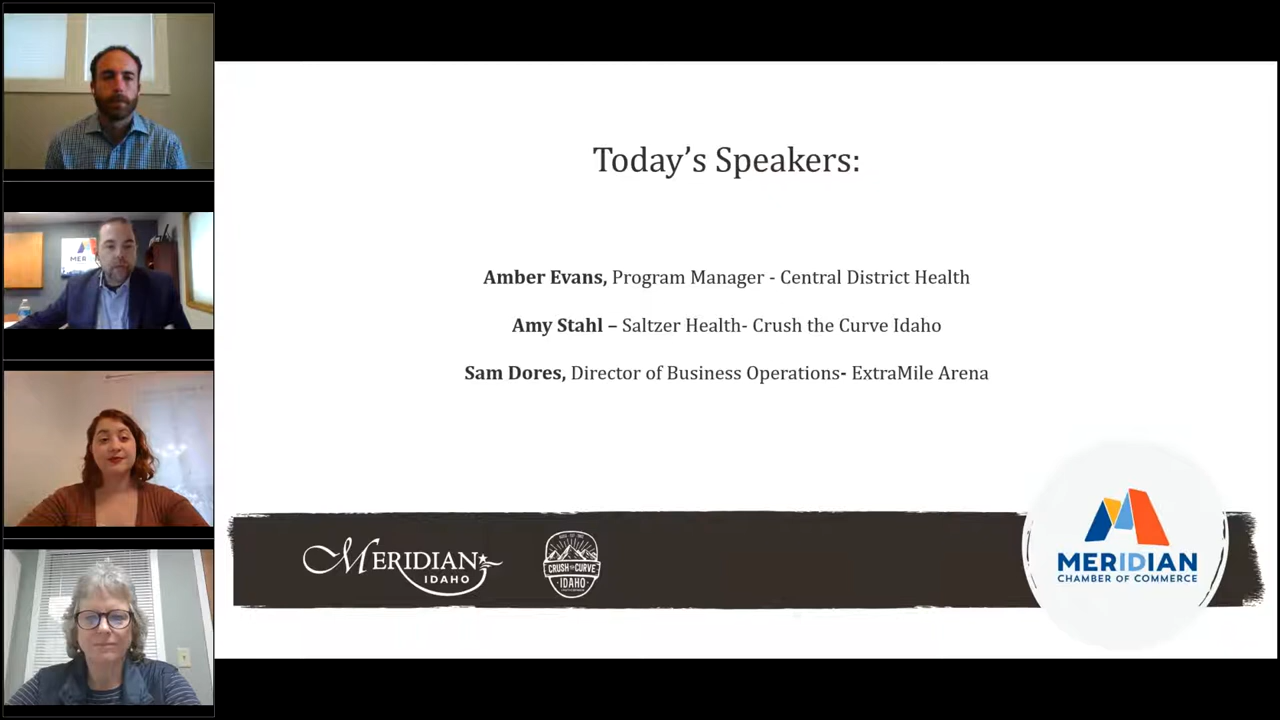 Today's Speakers:
Amber Evans, Program Manager - Central District Health
Amy Stahl – Saltzer Health- Crush the Curve Idaho
Sam Dores, Director of Business Operations- ExtraMile Arena
MERIDIAN
IDAHO
CRUSH THE CURVE
IDAHO
MERIDIAN
CHAMBER OF COMMERCE
MER